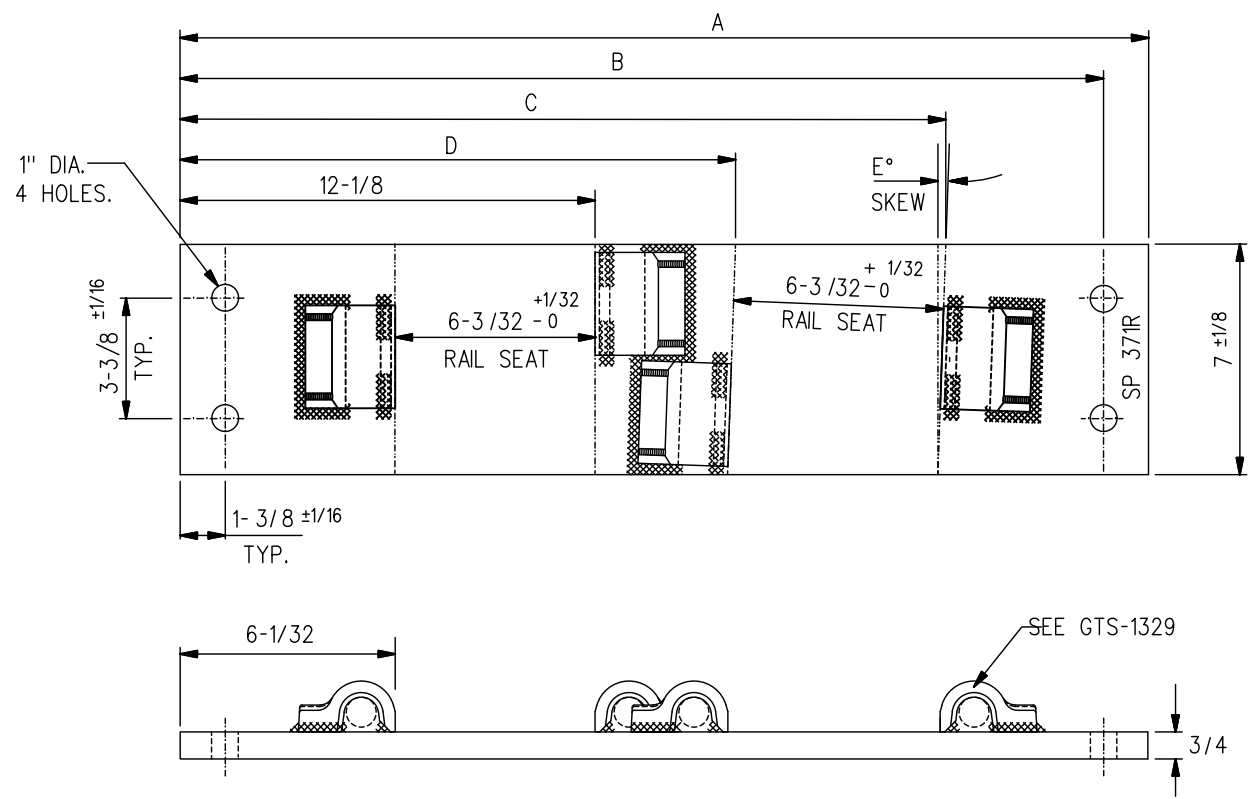 A
B
C
D
12-1/8
E°
SKEW
1" DIA.
4 HOLES.
3-3/8 ±1/16
TYP.
6-3/32 +1/32 -0
RAIL SEAT
6-3/32 +1/32 -0
RAIL SEAT
SP 371R
7 ±1/8
1-3/8 ±1/16
TYP.
6-1/32
SEE GTS-1329
3/4